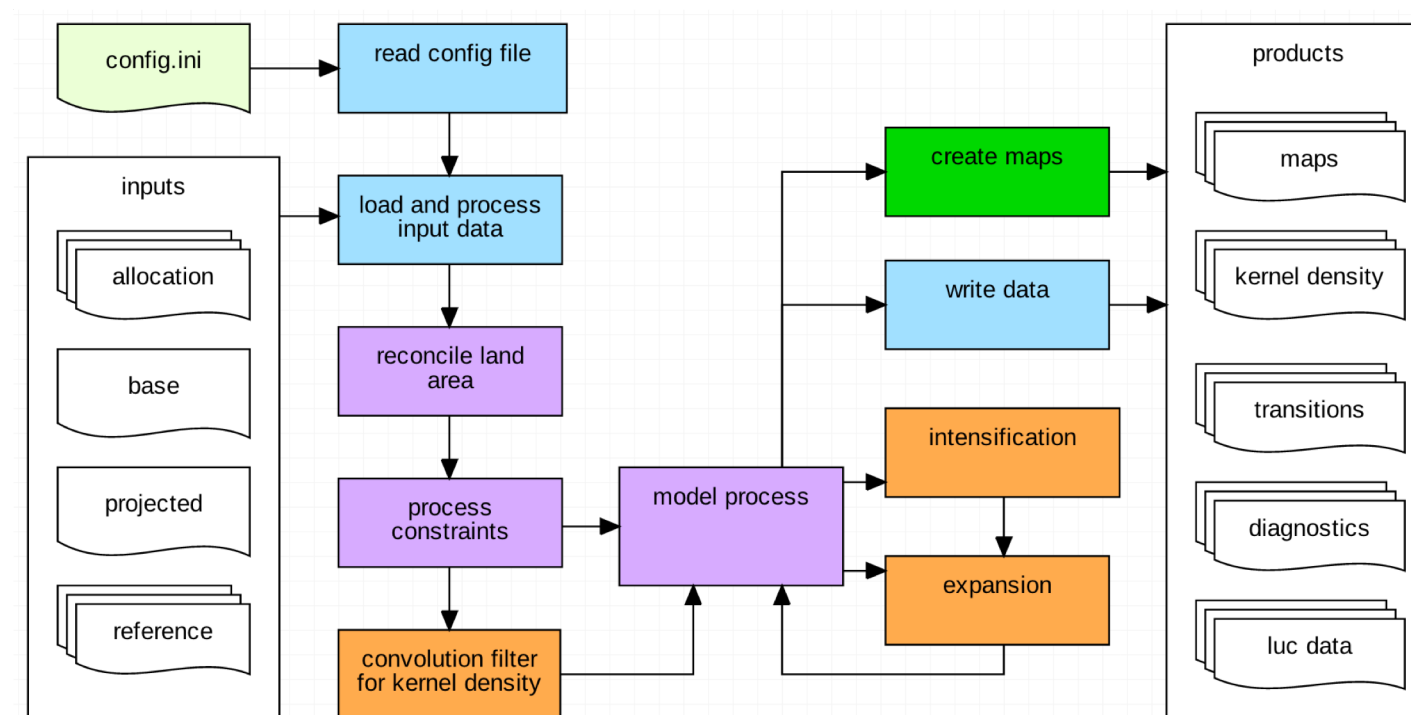 config.ini
read config file
products
create maps
maps
inputs
load and process
input data
allocation
kernel density
write data
reconcile land
area
base
transitions
intensification
projected
process
constraints
model process
diagnostics
expansion
reference
luc data
convolution filter
for kernel density